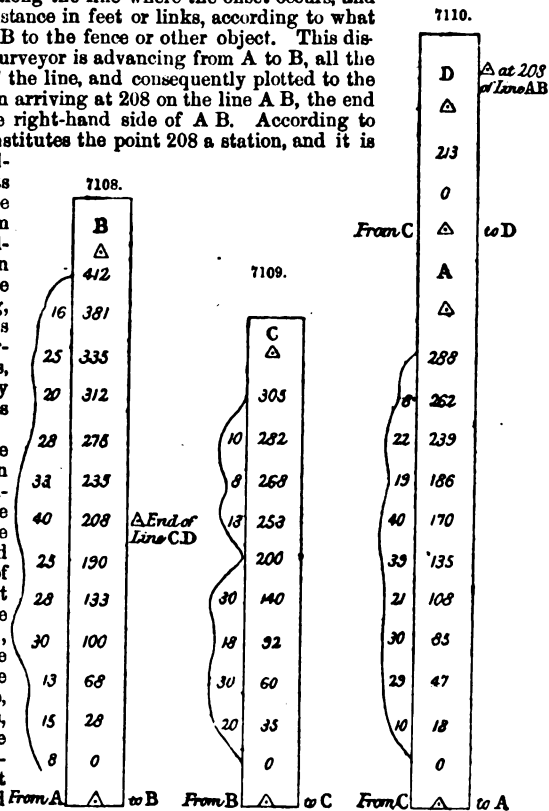 along the line where the offset occurs, and
stance in feet or links, according to what
B to the fence or other object. This dis-
urveyor is advancing from A to B, all the
f the line, and consequently plotted to the
n arriving at 208 on the line A B, the end
e right-hand side of A B. According to
stitutes the point 208 a station, and it is
7108.
B
412
16 381
25 335
20 312
28 276
33 235
40 208 End of
Line C.D
25 190
28 133
30 100
13 68
15 28
8 0
From A to B
7109.
C
305
10 282
8 268
13 253
200
30 140
18 92
30 60
20 35
0
From B to C
7110.
D at 208
of Line AB
213
0
From C to D
A
288
8 262
22 239
19 186
40 170
39 135
21 108
30 85
29 47
10 18
0
From C to A